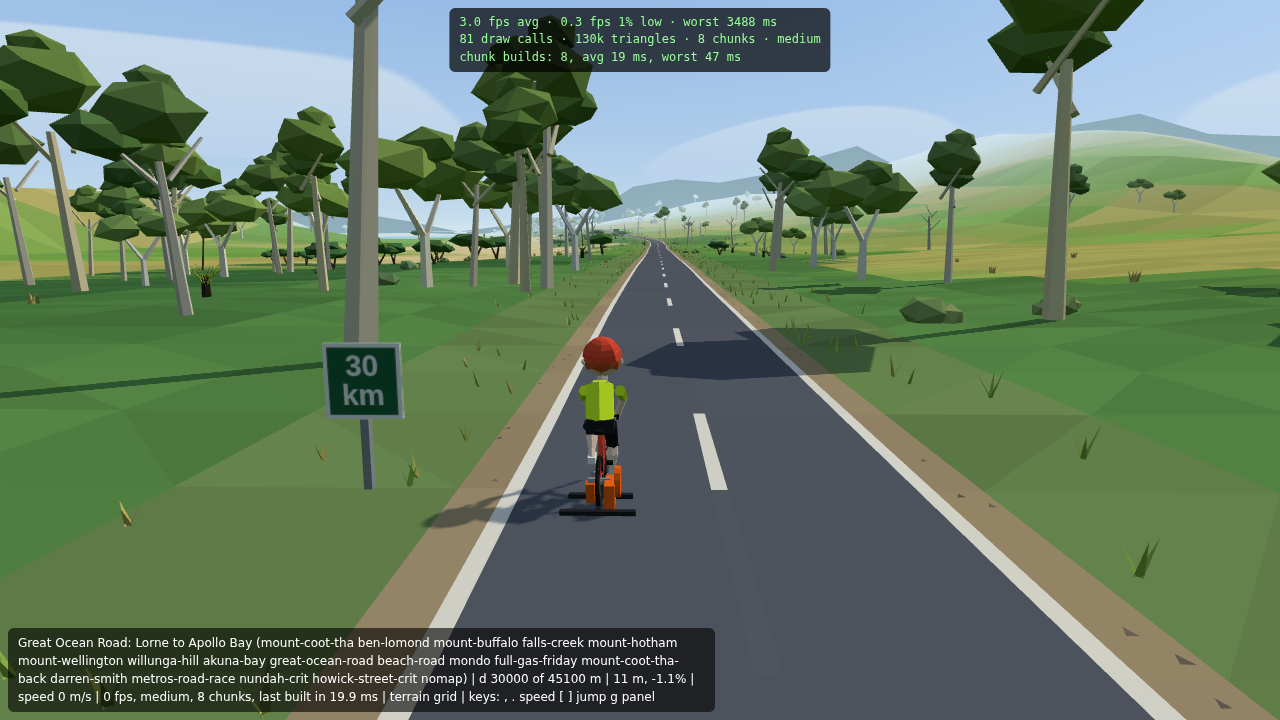 3.0 fps avg · 0.3 fps 1% low · worst 3488 ms
81 draw calls · 130k triangles · 8 chunks · medium
chunk builds: 8, avg 19 ms, worst 47 ms
30
km
Great Ocean Road: Lorne to Apollo Bay (mount-coot-tha ben-lomond mount-buffalo falls-creek mount-hotham
mount-wellington willunga-hill akuna-bay great-ocean-road beach-road mondo full-gas-friday mount-coot-tha-
back darren-smith metros-road-race nundah-crit howick-street-crit nomap) | d 30000 of 45100 m | 11 m, -1.1% |
speed 0 m/s | 0 fps, medium, 8 chunks, last built in 19.9 ms | terrain grid | keys: , . speed [ ] jump g panel